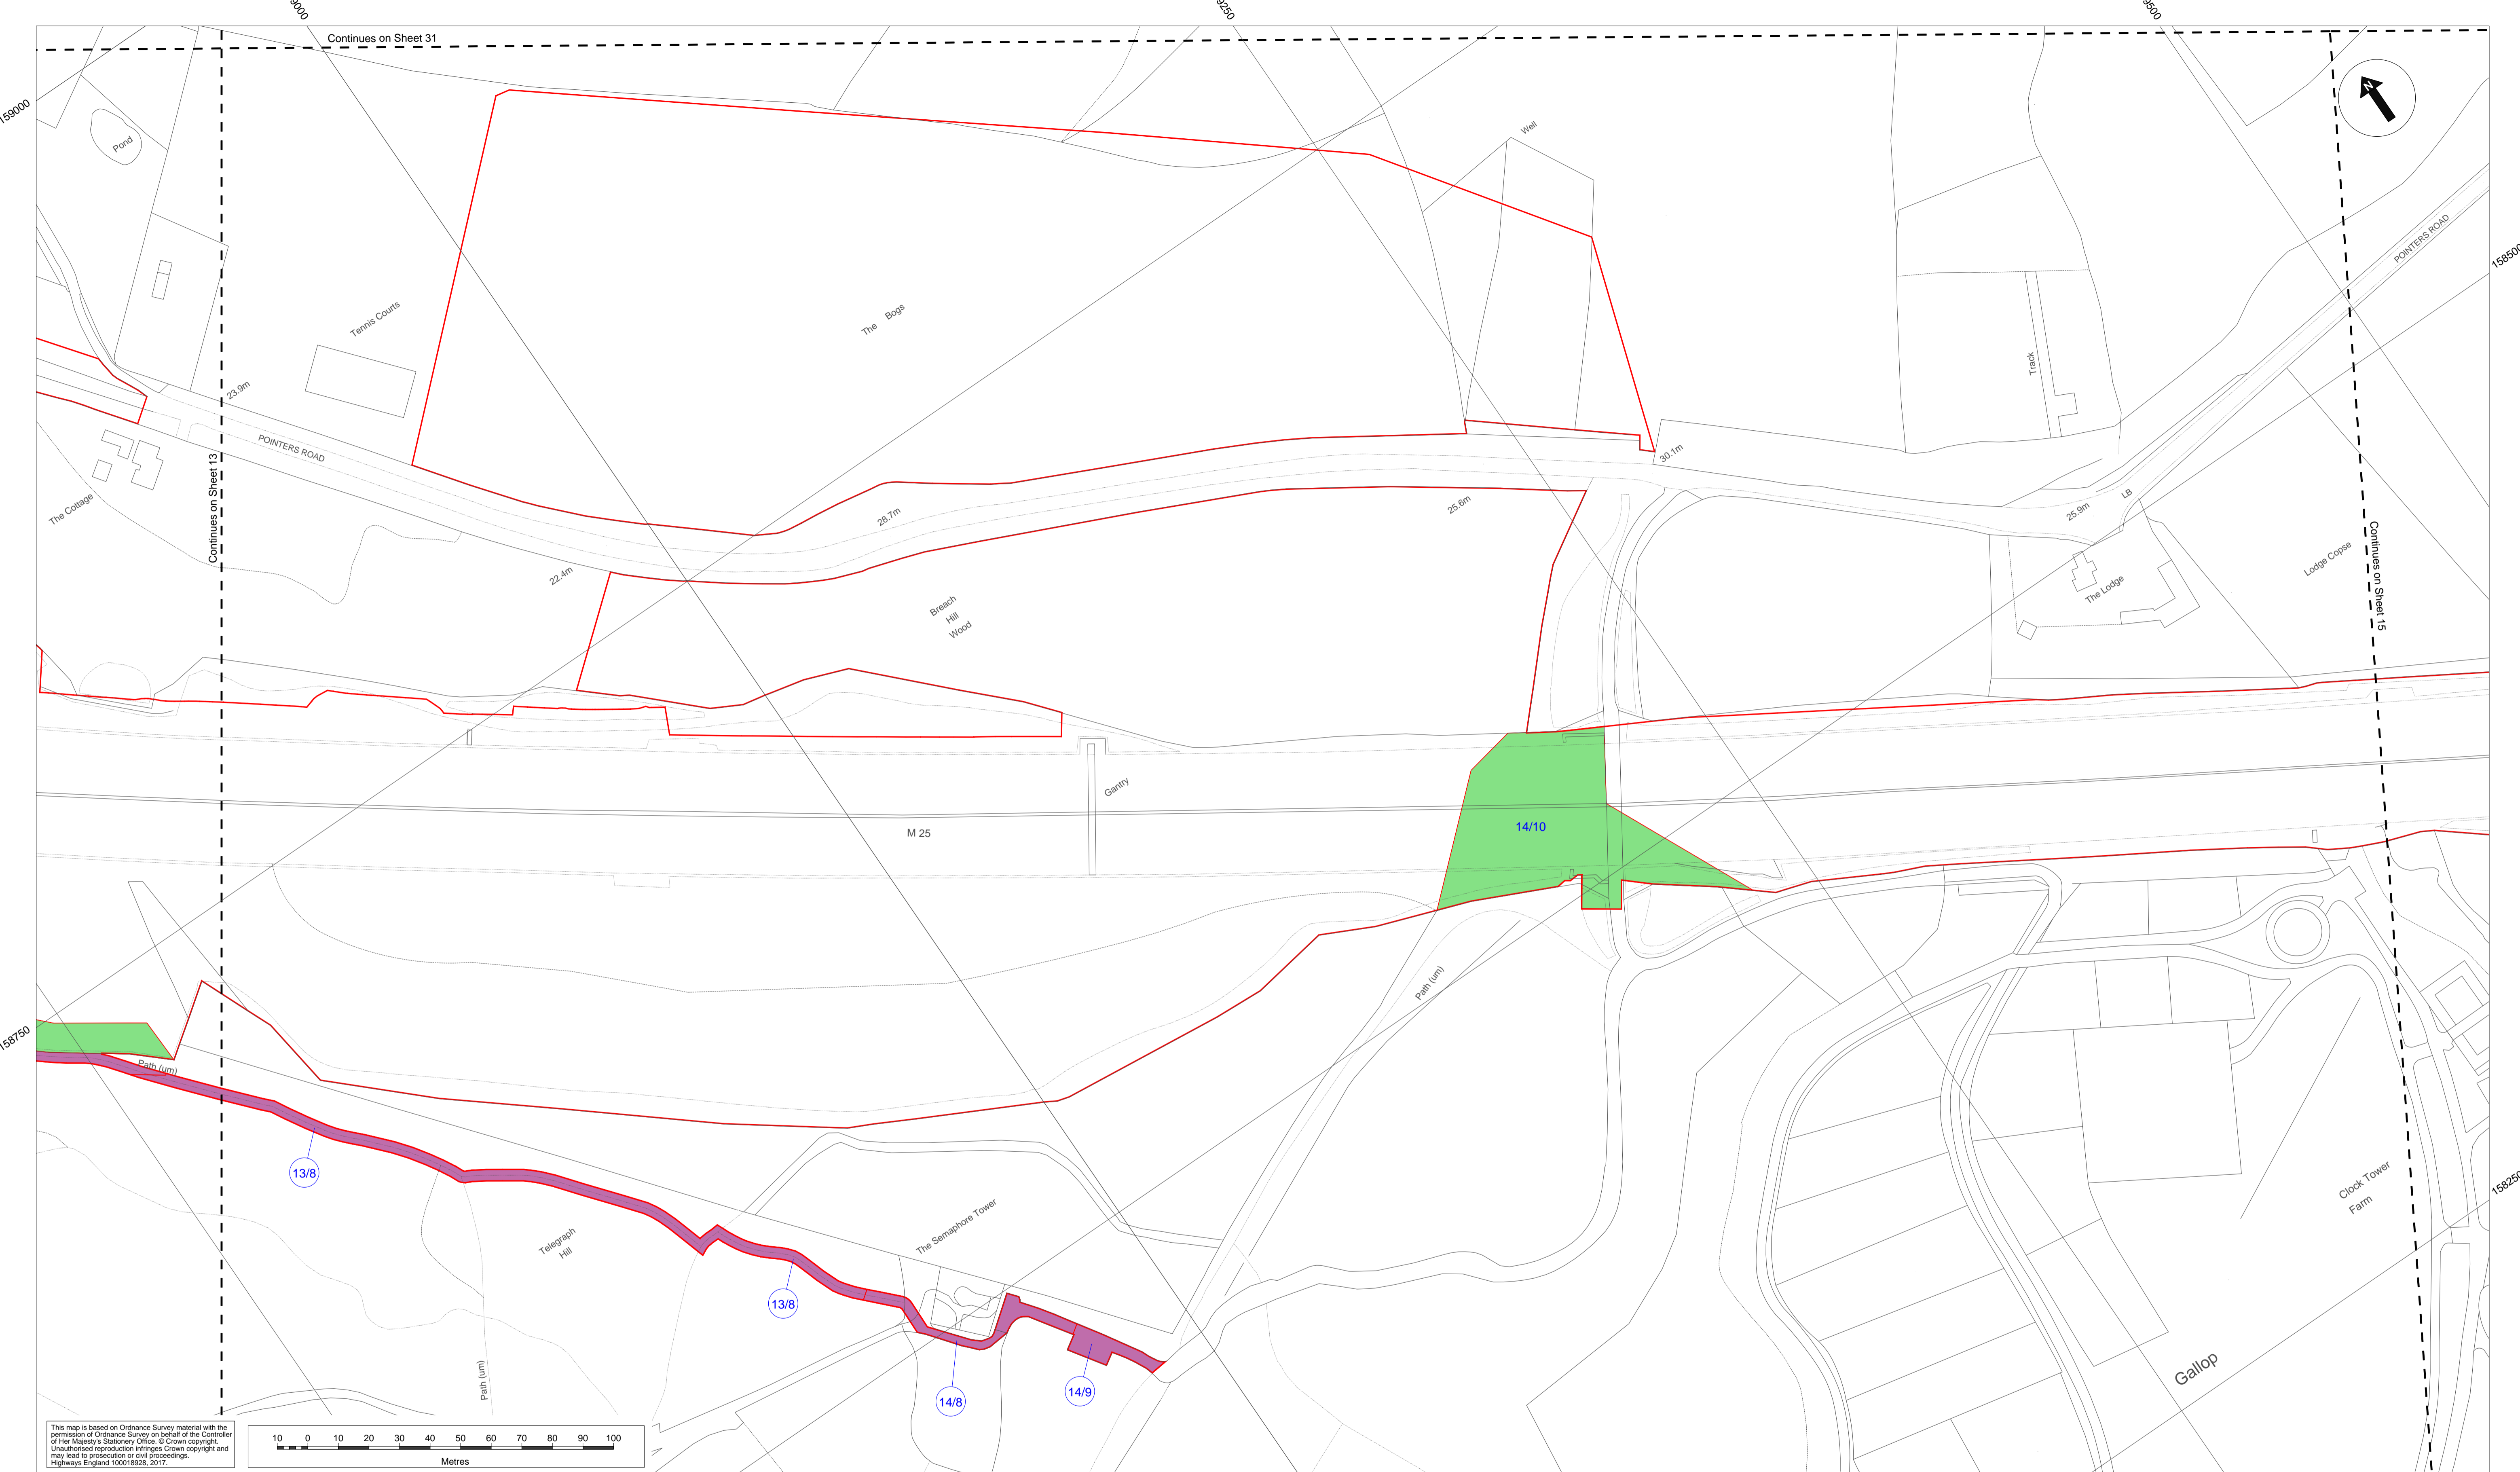 9000
9250
9500
Continues on Sheet 31
159000
N
Pond
Well
POINTERS ROAD
158500
Tennis Courts
The Bogs
Track
23.9m
POINTERS ROAD
Continues on Sheet 13
The Cottage
30.1m
28.7m
25.6m
25.9m
LB
Continues on Sheet 15
Lodge Copse
22.4m
The Lodge
Breach
Hill
Wood
Gantry
M 25
14/10
Path (um)
158750
Path (um)
13/8
Clock Tower
Farm
158250
Telegraph
Hill
The Semaphore Tower
13/8
Path (um)
14/8
14/9
Gallop
This map is based on Ordnance Survey material with the
permission of Ordnance Survey on behalf of the Controller
of Her Majesty's Stationery Office. © Crown copyright.
Unauthorised reproduction infringes Crown copyright and
may lead to prosecution or civil proceedings.
Highways England 100018928, 2017.
10 0 10 20 30 40 50 60 70 80 90 100
Metres